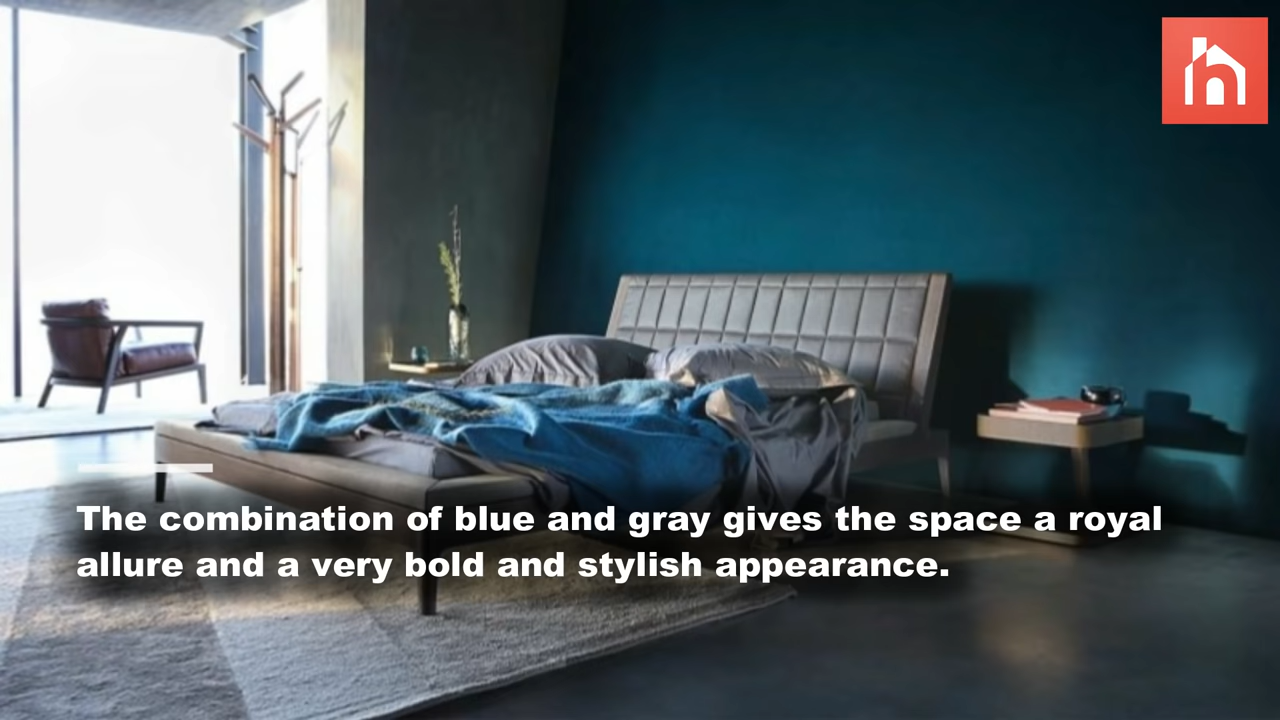 The combination of blue and gray gives the space a royal
allure and a very bold and stylish appearance.